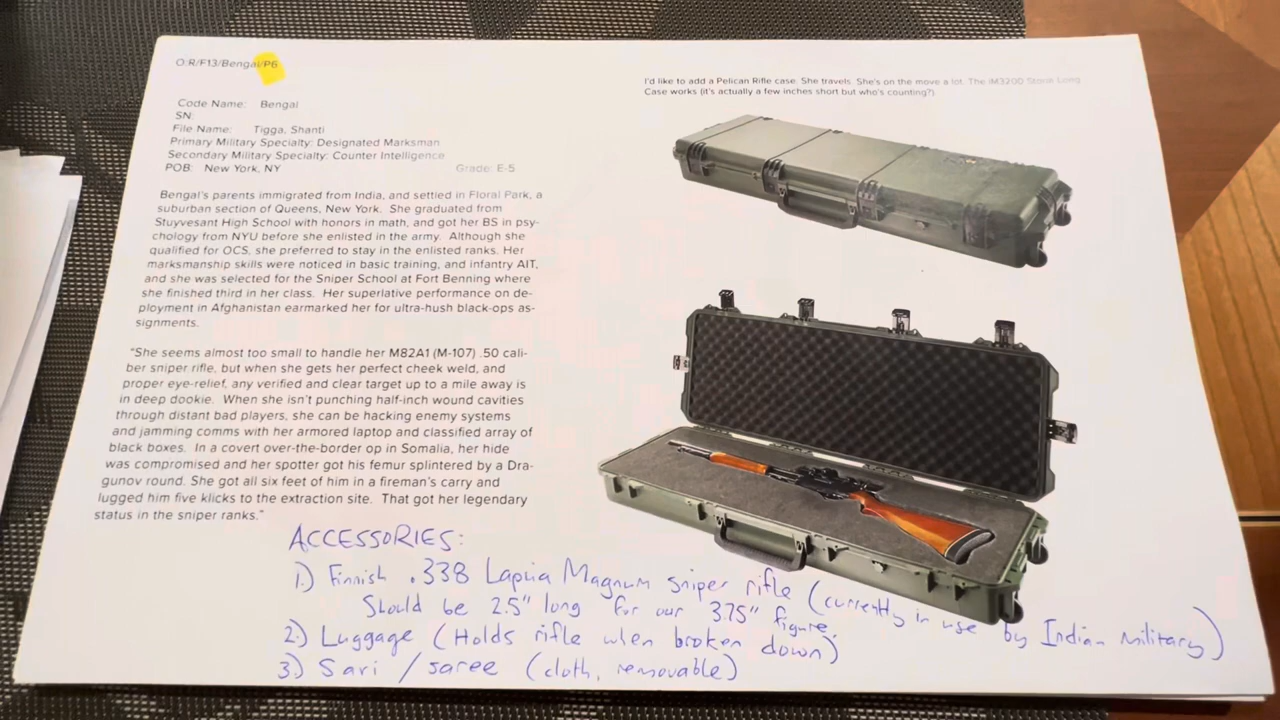 O:R/F13/Bengal/P6
Code Name: Bengal
SN:
File Name: Tigga, Shanti
Primary Military Specialty: Designated Marksman
Secondary Military Specialty: Counter Intelligence
POB: New York, NY Grade: E-5
Bengal's parents immigrated from India, and settled in Floral Park, a
suburban section of Queens, New York. She graduated from
Stuyvesant High School with honors in math, and got her BS in psy-
chology from NYU before she enlisted in the army. Although she
qualified for OCS, she preferred to stay in the enlisted ranks. Her
marksmanship skills were noticed in basic training, and infantry AIT,
and she was selected for the Sniper School at Fort Benning where
she finished third in her class. Her superlative performance on de-
ployment in Afghanistan earmarked her for ultra-hush black-ops as-
signments.
"She seems almost too small to handle her M82A1 (M-107) .50 cali-
ber sniper rifle, but when she gets her perfect cheek weld, and
proper eye-relief, any verified and clear target up to a mile away is
in deep dookie. When she isn't punching half-inch wound cavities
through distant bad players, she can be hacking enemy systems
and jamming comms with her armored laptop and classified array of
black boxes. In a covert over-the-border op in Somalia, her hide
was compromised and her spotter got his femur splintered by a Dra-
gunov round. She got all six feet of him in a fireman's carry and
lugged him five klicks to the extraction site. That got her legendary
status in the sniper ranks."
I'd like to add a Pelican Rifle case. She travels. She's on the move a lot. The iM3200 Storm Long
Case works (it's actually a few inches short but who's counting?)
ACCESSORIES:
1.) Finnish .338 Lapua Magnum sniper rifle (currently in use by Indian military)
Should be 2.5" long for our 3.75" figure.
2.) Luggage (Holds rifle when broken down)
3.) Sari / saree (cloth, removable)